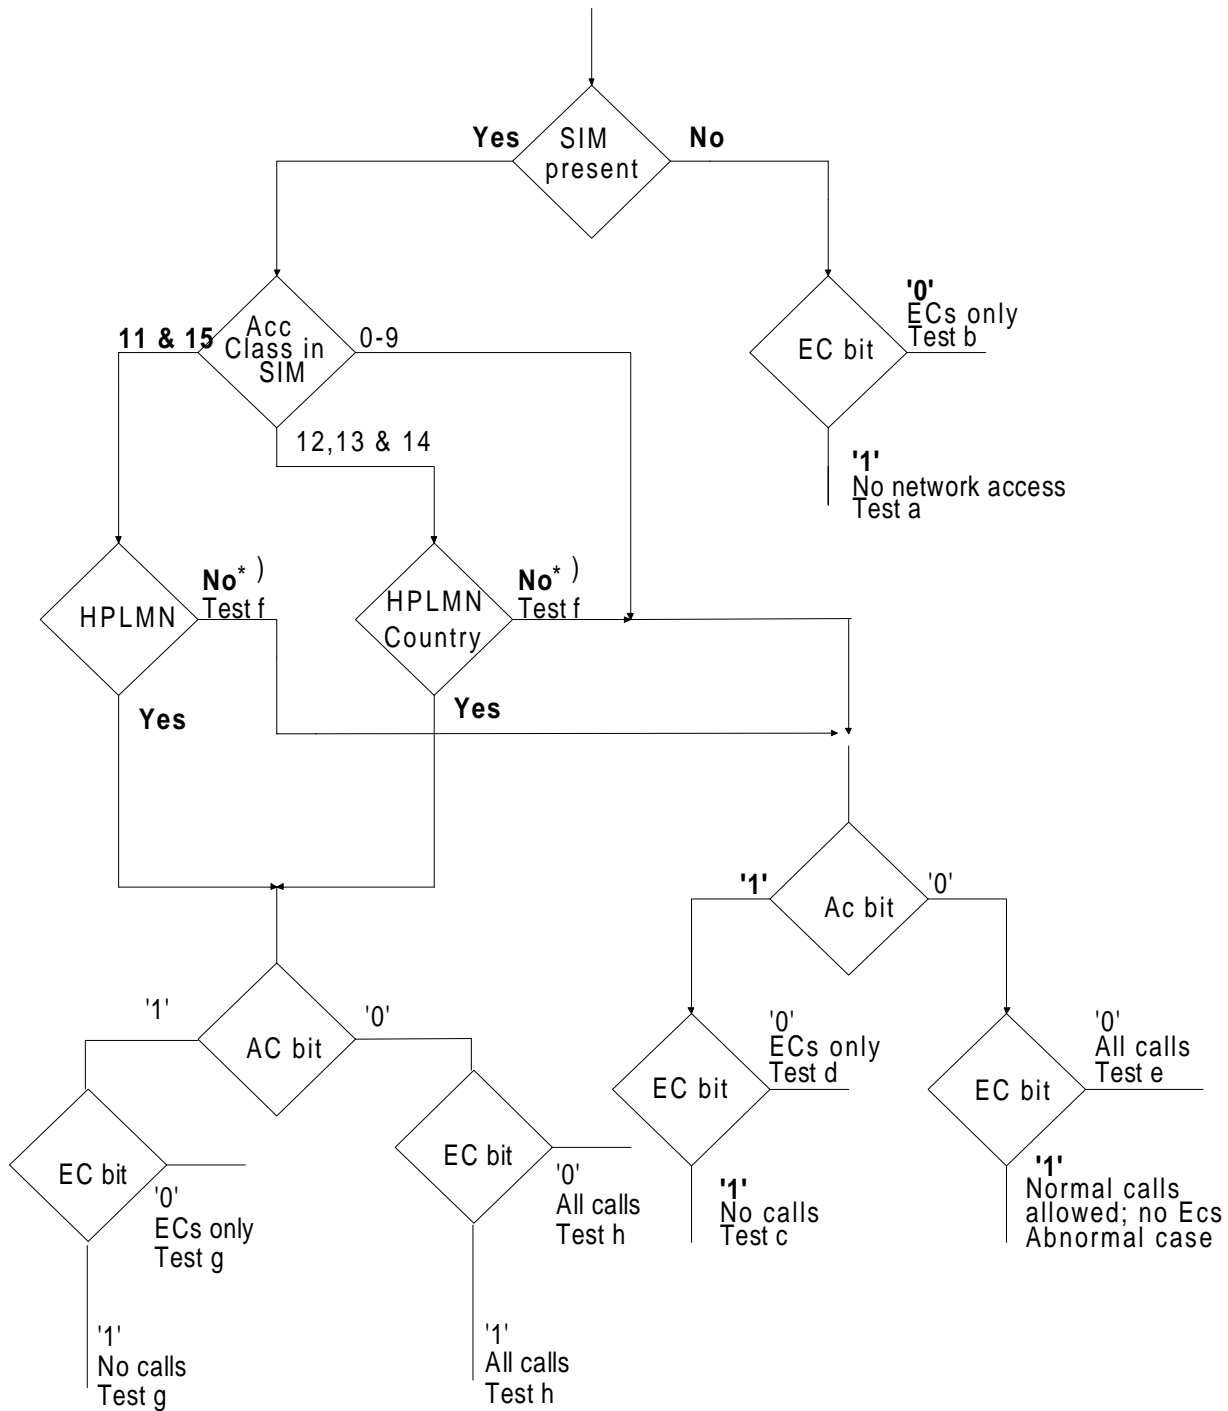 Yes
SIM
present
No
'0'
ECs only
Test b
11 & 15
Acc
Class in
SIM
0-9
EC bit
12,13 & 14
'1'
No network access
Test a
No* )
Test f
HPLMN
No* )
Test f
HPLMN
Country
Yes
Yes
'1'
Ac bit
'0'
'1'
AC bit
'0'
'0'
ECs only
Test d
EC bit
'0'
All calls
Test e
EC bit
EC bit
'0'
ECs only
Test g
EC bit
'0'
All calls
Test h
'1'
No calls
Test c
'1'
Normal calls
allowed; no Ecs
Abnormal case
'1'
No calls
Test g
'1'
All calls
Test h